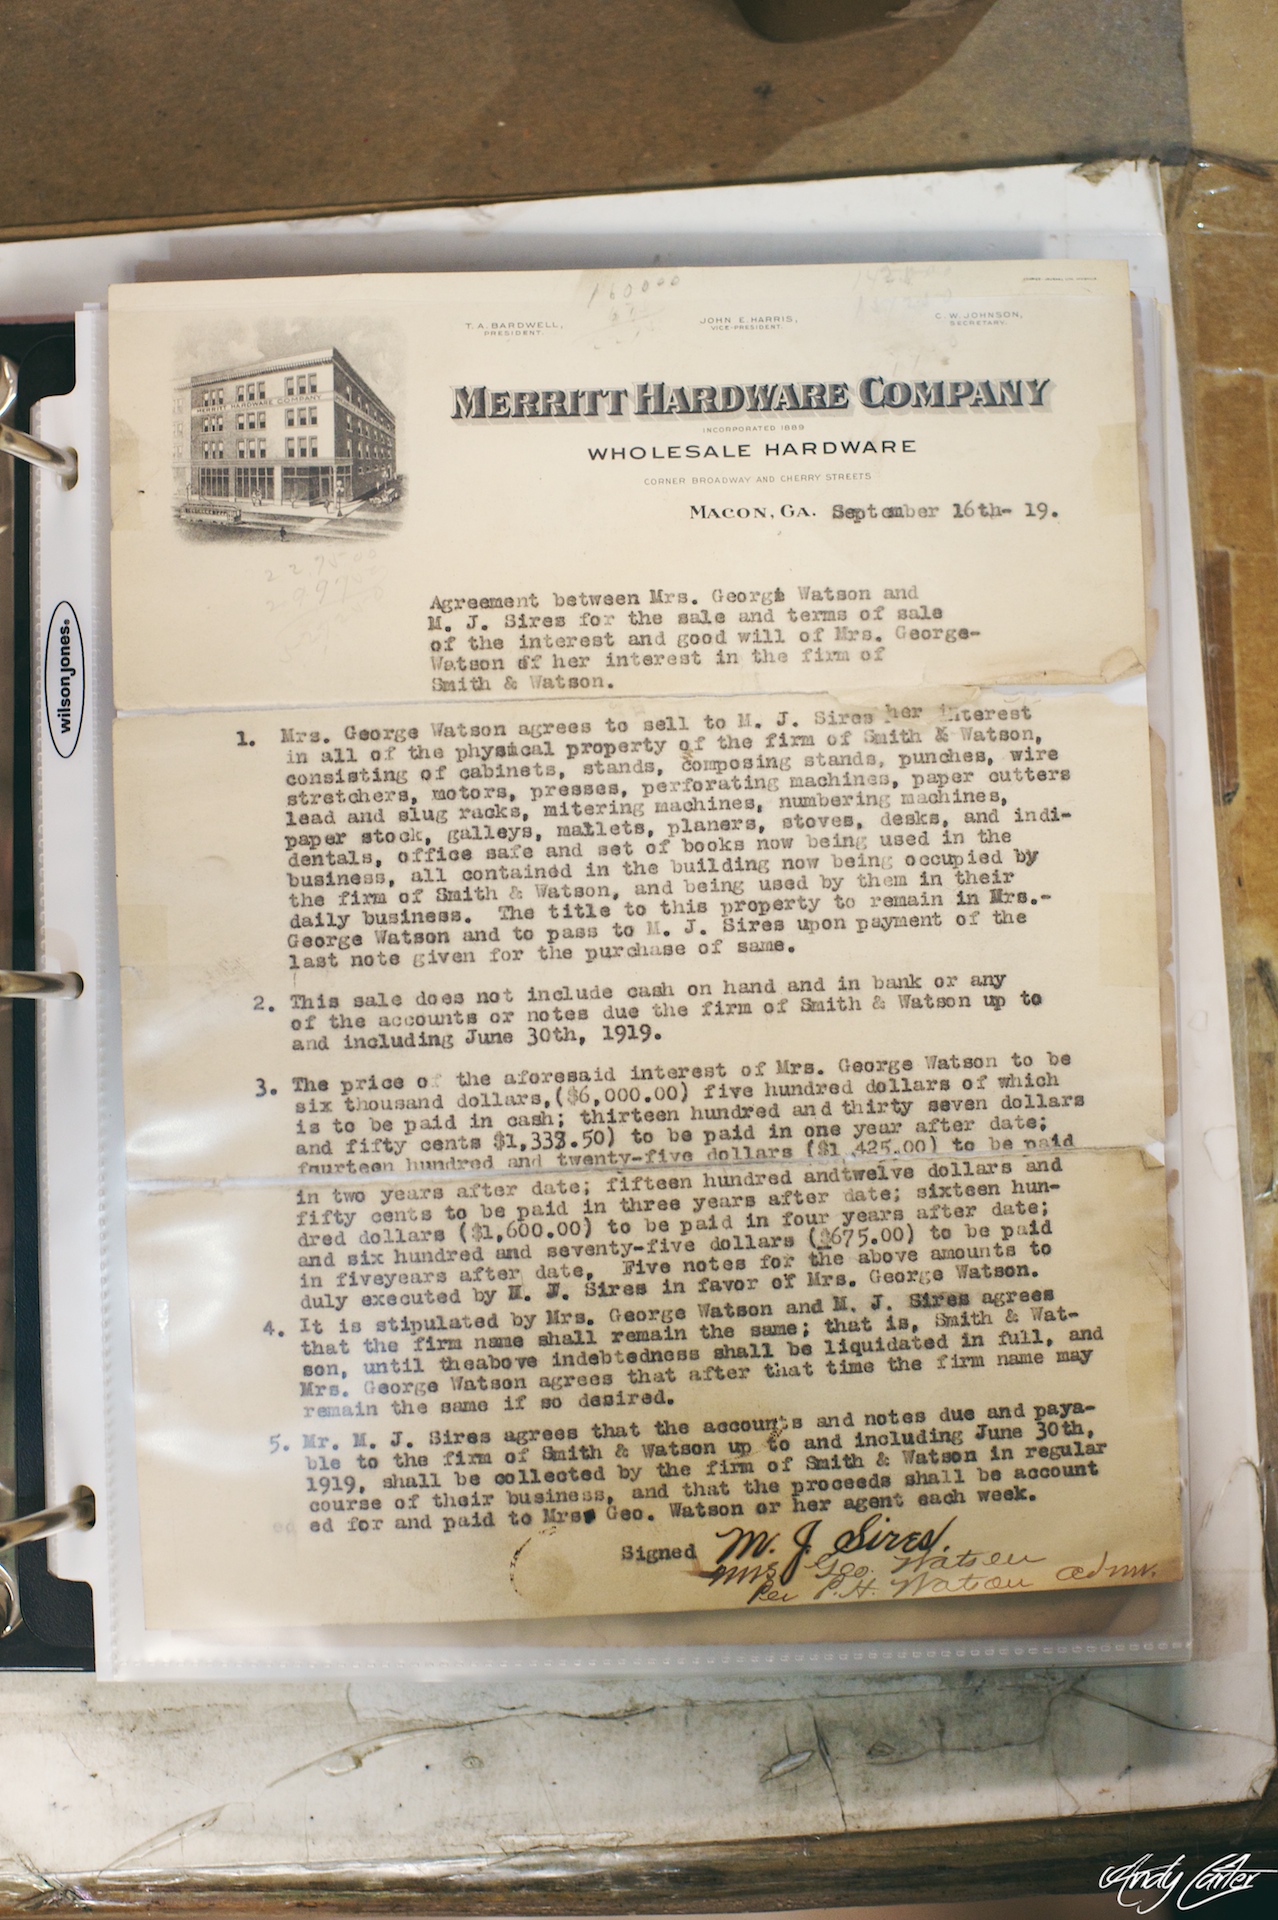 T. A. BARDWELL,
PRESIDENT.
JOHN E. HARRIS,
VICE-PRESIDENT.
C. W. JOHNSON,
SECRETARY.
MERRITT HARDWARE COMPANY
MERRITT HARDWARE COMPANY
INCORPORATED 1889
WHOLESALE HARDWARE
CORNER BROADWAY AND CHERRY STREETS
MACON, GA. September 16th- 19.
Agreement between Mrs. George Watson and
M. J. Sires for the sale and terms of sale
of the interest and good will of Mrs. George-
Watson of her interest in the firm of
Smith & Watson.
1. Mrs. George Watson agrees to sell to M. J. Sires her interest
in all of the physical property of the firm of Smith & Watson,
consisting of cabinets, stands, composing stands, punches, wire
stretchers, motors, presses, perforating machines, paper cutters
lead and slug racks, mitering machines, numbering machines,
paper stock, galleys, mallets, planers, stoves, desks, and indi-
dentals, office safe and set of books now being used in the
business, all contained in the building now being occupied by
the firm of Smith & Watson, and being used by them in their
daily business. The title to this property to remain in Mrs.-
George Watson and to pass to M. J. Sires upon payment of the
last note given for the purchase of same.
2. This sale does not include cash on hand and in bank or any
of the accounts or notes due the firm of Smith & Watson up to
and including June 30th, 1919.
3. The price of the aforesaid interest of Mrs. George Watson to be
six thousand dollars,($6,000.00) five hundred dollars of which
is to be paid in cash; thirteen hundred and thirty seven dollars
and fifty cents $1,337.50) to be paid in one year after date;
fourteen hundred and twenty-five dollars ($1,425.00) to be paid
in two years after date; fifteen hundred andtwelve dollars and
fifty cents to be paid in three years after date; sixteen hun-
dred dollars ($1,600.00) to be paid in four years after date;
and six hundred and seventy-five dollars ($675.00) to be paid
in fiveyears after date, Five notes for the above amounts to
duly executed by M. J. Sires in favor of Mrs. George Watson.
4. It is stipulated by Mrs. George Watson and M. J. Sires agrees
that the firm name shall remain the same; that is, Smith & Wat-
son, until theabove indebtedness shall be liquidated in full, and
Mrs. George Watson agrees that after that time the firm name may
remain the same if so desired.
5. Mr. M. J. Sires agrees that the accounts and notes due and paya-
ble to the firm of Smith & Watson up to and including June 30th,
1919, shall be collected by the firm of Smith & Watson in regular
course of their business, and that the proceeds shall be account
ed ed for and paid to Mrs. Geo. Watson or her agent each week.
Signed M. J. Sires.
Mrs Geo. Watson
Per P. H. Watson admr.
wilsonjones®
Andy Carter